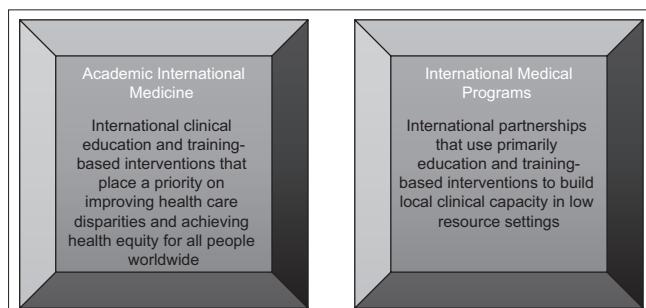 Academic International
Medicine
International clinical
education and training-
based interventions that
place a priority on
improving health care
disparities and achieving
health equity for all people
worldwide
International Medical
Programs
International partnerships
that use primarily
education and training-
based interventions to build
local clinical capacity in low
resource settings